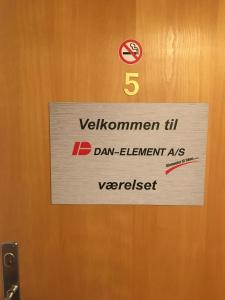 5
Velkommen til
DAN-ELEMENT A/S
værelset